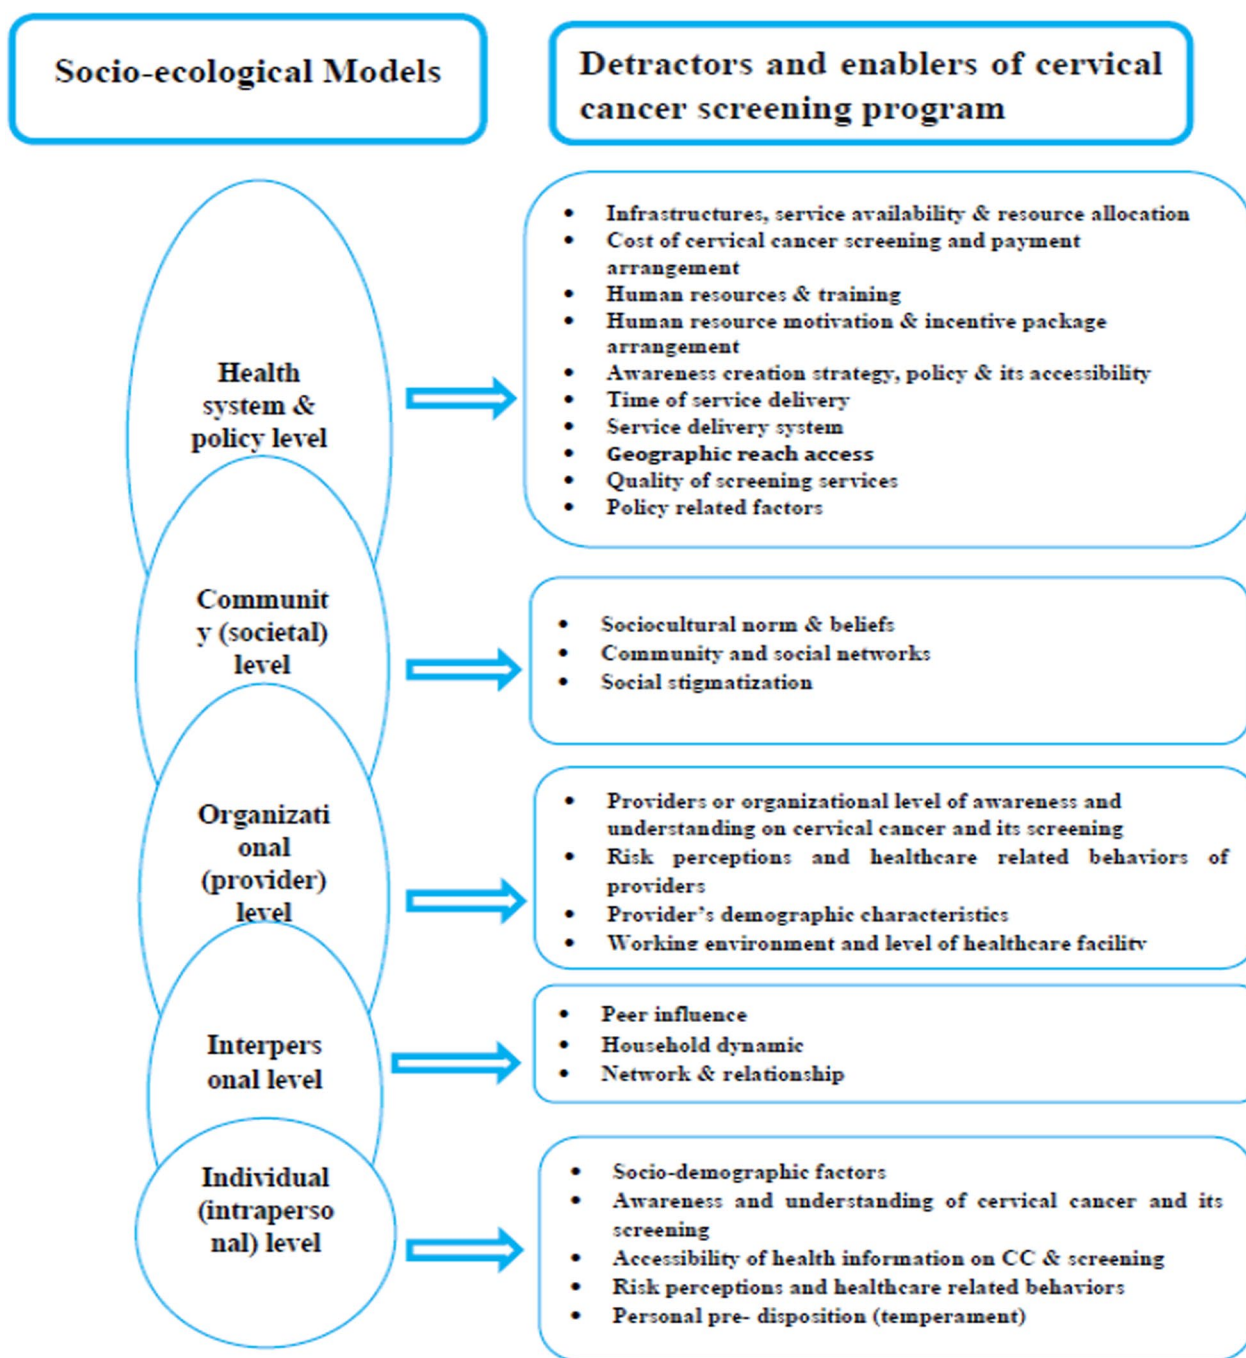 Socio-ecological Models
Detractors and enablers of cervical
cancer screening program
Health
system &
policy level
• Infrastructures, service availability & resource allocation
• Cost of cervical cancer screening and payment
arrangement
• Human resources & training
• Human resource motivation & incentive package
arrangement
• Awareness creation strategy, policy & its accessibility
• Time of service delivery
• Service delivery system
• Geographic reach access
• Quality of screening services
• Policy related factors
Communit
y (societal)
level
• Sociocultural norm & beliefs
• Community and social networks
• Social stigmatization
Organizati
onal
(provider)
level
• Providers or organizational level of awareness and
understanding on cervical cancer and its screening
• Risk perceptions and healthcare related behaviors of
providers
• Provider’s demographic characteristics
• Working environment and level of healthcare facility
Interpers
onal level
• Peer influence
• Household dynamic
• Network & relationship
Individual
(intraperso
nal) level
• Socio-demographic factors
• Awareness and understanding of cervical cancer and its
screening
• Accessibility of health information on CC & screening
• Risk perceptions and healthcare related behaviors
• Personal pre- disposition (temperament)